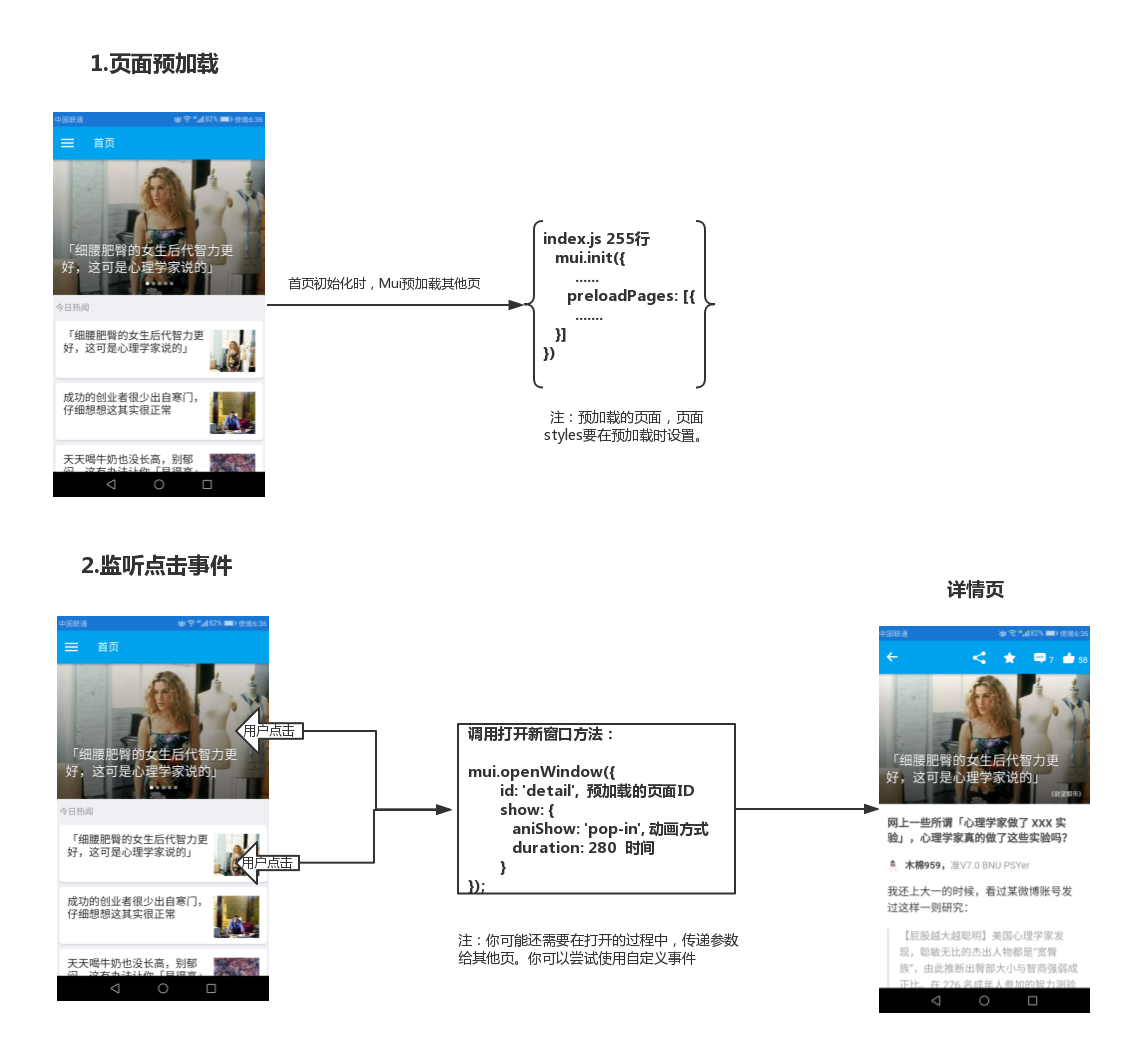 1.页面预加载
中国联通
82%
傍晚6:36
首页
「细腰肥臀的女生后代智力更
好，这可是心理学家说的」
今日热闻
「细腰肥臀的女生后代智力更
好，这可是心理学家说的」
成功的创业者很少出自寒门，
仔细想想这其实很正常
天天喝牛奶也没长高，别郁
闷，这有办法让你「显得高」
首页初始化时，Mui预加载其他页
index.js 255行
mui.init({
......
preloadPages: [{
.......
}]
})
注：预加载的页面，页面
styles要在预加载时设置。
2.监听点击事件
中国联通
82%
傍晚6:36
首页
用户点击
「细腰肥臀的女生后代智力更
好，这可是心理学家说的」
今日热闻
「细腰肥臀的女生后代智力更
好，这可是心理学家说的」
用户点击
成功的创业者很少出自寒门，
仔细想想这其实很正常
天天喝牛奶也没长高，别郁
闷，这有办法让你「显得高」
调用打开新窗口方法：
mui.openWindow({
id: 'detail',  预加载的页面ID
show: {
aniShow: 'pop-in', 动画方式
duration: 280  时间
}
});
注：你可能还需要在打开的过程中，传递参数
给其他页。你可以尝试使用自定义事件
详情页
中国联通
82%
傍晚6:36
7
58
「细腰肥臀的女生后代智力更
好，这可是心理学家说的」
《欲望都市》
网上一些所谓「心理学家做了 XXX 实
验」，心理学家真的做了这些实验吗？
木棉959，准V7.0 BNU PSYer
我还上大一的时候，看过某微博账号发
过这样一则研究：
【屁股越大越聪明】美国心理学家发
现，聪敏无比的杰出人物都是"宽臀
族"，由此推断出臀部大小与智商强弱成
正比。在 276 名成年人参加的智力测验